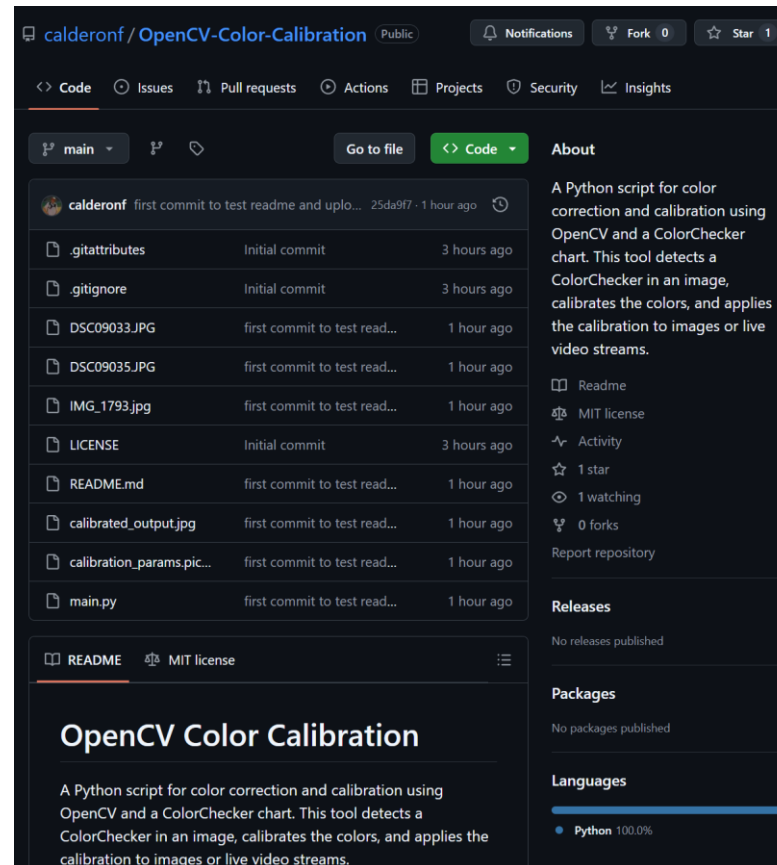 calderonf / OpenCV-Color-Calibration Public
Notifications
Fork 0
Star 1
Code
Issues
Pull requests
Actions
Projects
Security
Insights
main
Go to file
Code
calderonf first commit to test readme and uplo... 25da9f7 · 1 hour ago
.gitattributes Initial commit 3 hours ago
.gitignore Initial commit 3 hours ago
DSC09033.JPG first commit to test read... 1 hour ago
DSC09035.JPG first commit to test read... 1 hour ago
IMG_1793.jpg first commit to test read... 1 hour ago
LICENSE Initial commit 3 hours ago
README.md first commit to test read... 1 hour ago
calibrated_output.jpg first commit to test read... 1 hour ago
calibration_params.pic... first commit to test read... 1 hour ago
main.py first commit to test read... 1 hour ago
README
MIT license
OpenCV Color Calibration
A Python script for color correction and calibration using
OpenCV and a ColorChecker chart. This tool detects a
ColorChecker in an image, calibrates the colors, and applies the
calibration to images or live video streams.
About
A Python script for color
correction and calibration using
OpenCV and a ColorChecker
chart. This tool detects a
ColorChecker in an image,
calibrates the colors, and applies
the calibration to images or live
video streams.
Readme
MIT license
Activity
1 star
1 watching
0 forks
Report repository
Releases
No releases published
Packages
No packages published
Languages
Python 100.0%